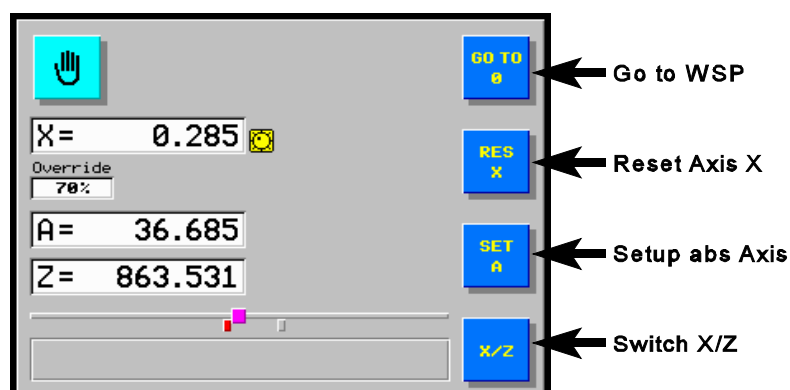 GO TO
0
Go to WSP
X= 0.285
Override
70%
RES
X
Reset Axis X
A= 36.685
SET
A
Setup abs Axis
Z= 863.531
X/Z
Switch X/Z